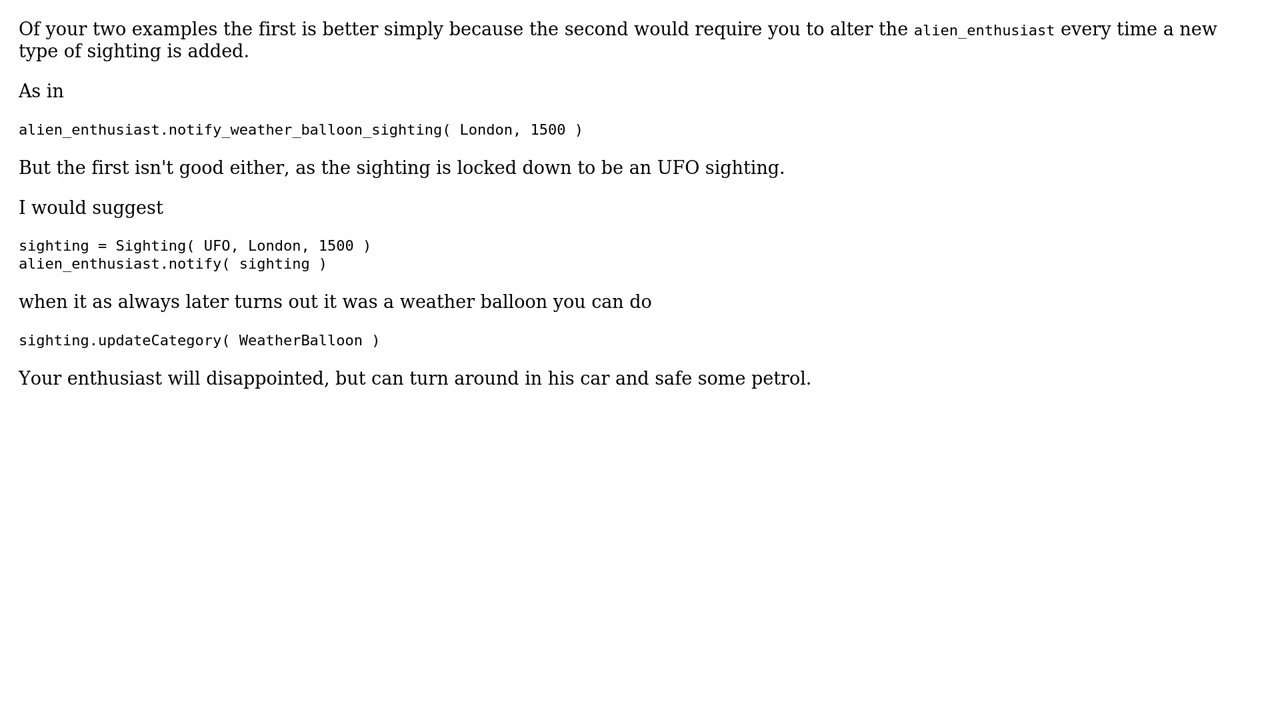 Of your two examples the first is better simply because the second would require you to alter the alien_enthusiast every time a new
type of sighting is added.
As in
alien_enthusiast.notify_weather_balloon_sighting( London, 1500 )
But the first isn't good either, as the sighting is locked down to be an UFO sighting.
I would suggest
sighting = Sighting( UFO, London, 1500 )
alien_enthusiast.notify( sighting )
when it as always later turns out it was a weather balloon you can do
sighting.updateCategory( WeatherBalloon )
Your enthusiast will disappointed, but can turn around in his car and safe some petrol.